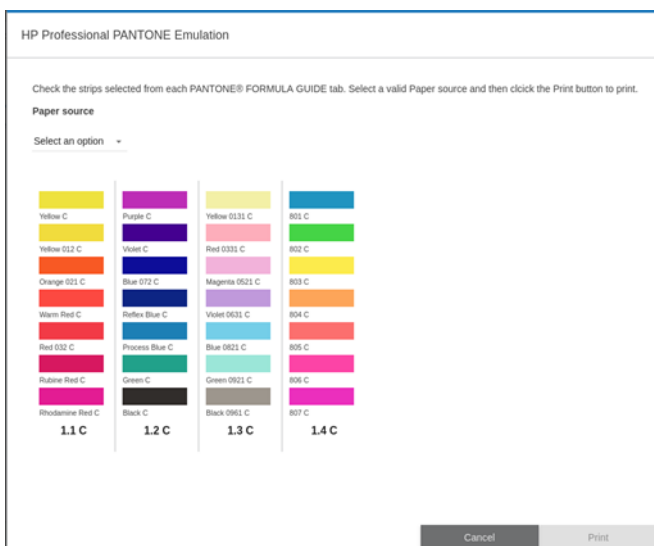 HP Professional PANTONE Emulation
Check the strips selected from each PANTONE® FORMULA GUIDE tab. Select a valid Paper source and then clcick the Print button to print.
Paper source
Select an option
Yellow C
Yellow 012 C
Orange 021 C
Warm Red C
Red 032 C
Rubine Red C
Rhodamine Red C
1.1 C
Purple C
Violet C
Blue 072 C
Reflex Blue C
Process Blue C
Green C
Black C
1.2 C
Yellow 0131 C
Red 0331 C
Magenta 0521 C
Violet 0631 C
Blue 0821 C
Green 0921 C
Black 0961 C
1.3 C
801 C
802 C
803 C
804 C
805 C
806 C
807 C
1.4 C
Cancel
Print